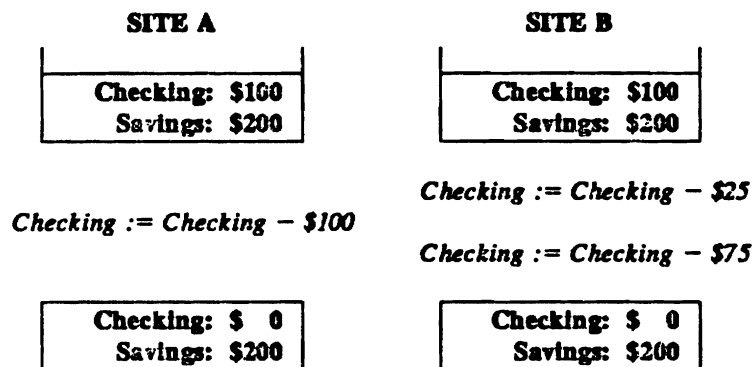 SITE A
Checking: $100
Savings: $200
Checking := Checking − $100
Checking: $ 0
Savings: $200
SITE B
Checking: $100
Savings: $200
Checking := Checking − $25
Checking := Checking − $75
Checking: $ 0
Savings: $200